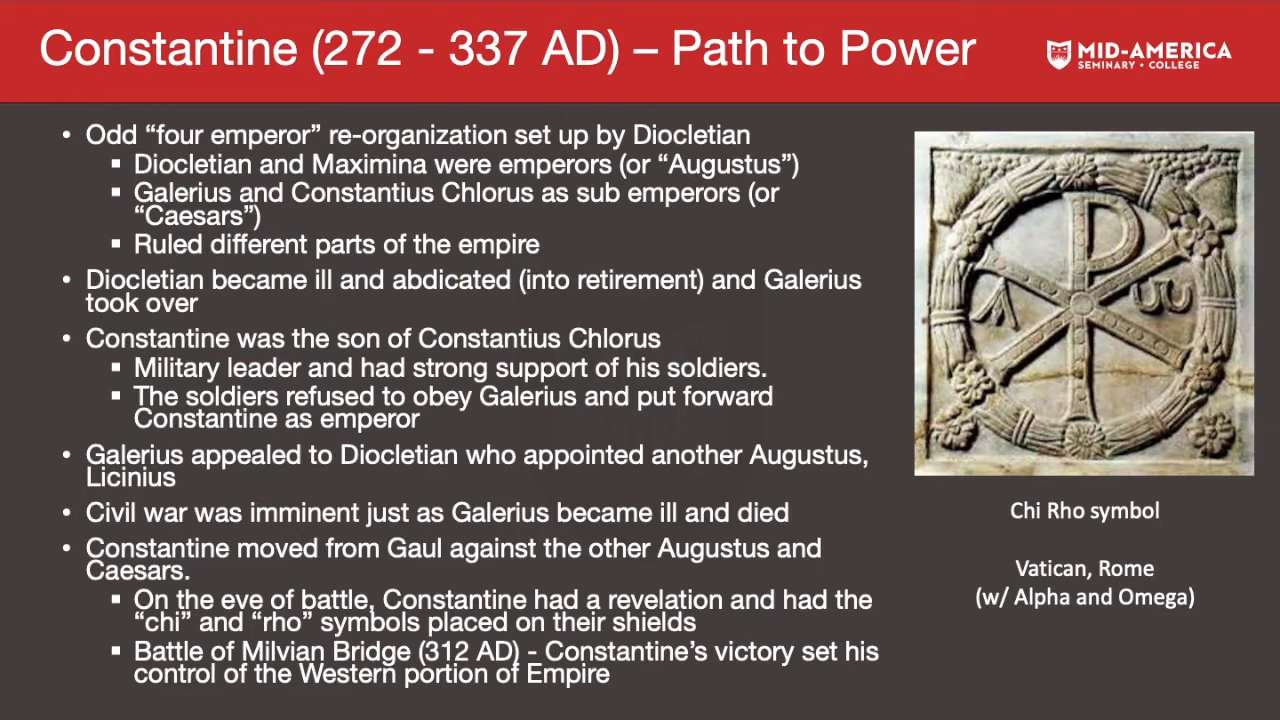 Constantine (272 - 337 AD) – Path to Power
MID-AMERICA
SEMINARY • COLLEGE
• Odd “four emperor” re-organization set up by Diocletian
▪ Diocletian and Maximina were emperors (or “Augustus”)
▪ Galerius and Constantius Chlorus as sub emperors (or
“Caesars”)
▪ Ruled different parts of the empire
• Diocletian became ill and abdicated (into retirement) and Galerius
took over
• Constantine was the son of Constantius Chlorus
▪ Military leader and had strong support of his soldiers.
▪ The soldiers refused to obey Galerius and put forward
Constantine as emperor
• Galerius appealed to Diocletian who appointed another Augustus,
Licinius
• Civil war was imminent just as Galerius became ill and died
• Constantine moved from Gaul against the other Augustus and
Caesars.
▪ On the eve of battle, Constantine had a revelation and had the
“chi” and “rho” symbols placed on their shields
▪ Battle of Milvian Bridge (312 AD) - Constantine’s victory set his
control of the Western portion of Empire
Chi Rho symbol
Vatican, Rome
(w/ Alpha and Omega)